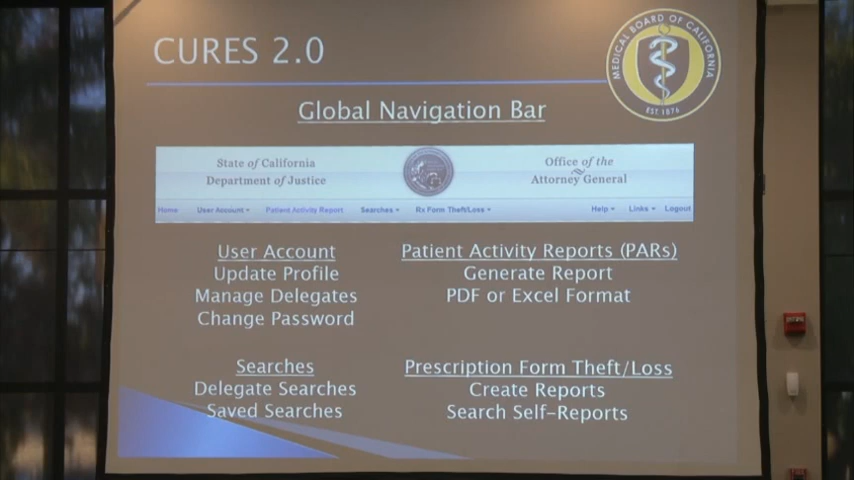 CURES 2.0
MEDICAL BOARD OF CALIFORNIA
EST. 1876
Global Navigation Bar
State of California
Department of Justice
Office of the
Attorney General
Home User Account Patient Activity Report Searches Rx Form Theft/Loss Help Links Logout
User Account
Update Profile
Manage Delegates
Change Password
Patient Activity Reports (PARs)
Generate Report
PDF or Excel Format
Searches
Delegate Searches
Saved Searches
Prescription Form Theft/Loss
Create Reports
Search Self-Reports